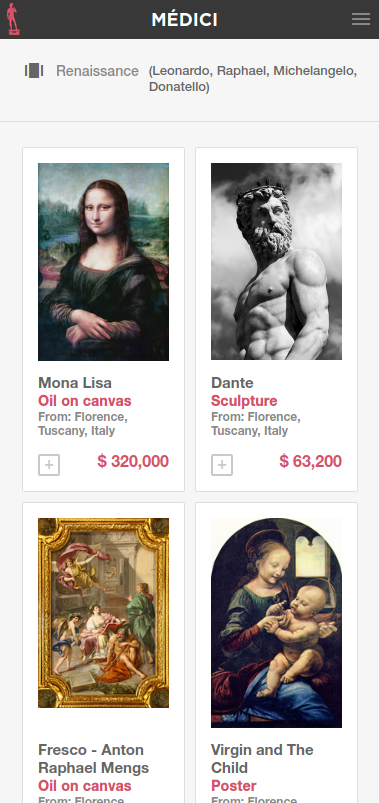 MÉDICI
Renaissance (Leonardo, Raphael, Michelangelo,
Donatello)
Mona Lisa
Oil on canvas
From: Florence,
Tuscany, Italy
+ $ 320,000
Dante
Sculpture
From: Florence,
Tuscany, Italy
+ $ 63,200
Fresco - Anton
Raphael Mengs
Oil on canvas
From: Florence,
Virgin and The
Child
Poster
From: Florence,